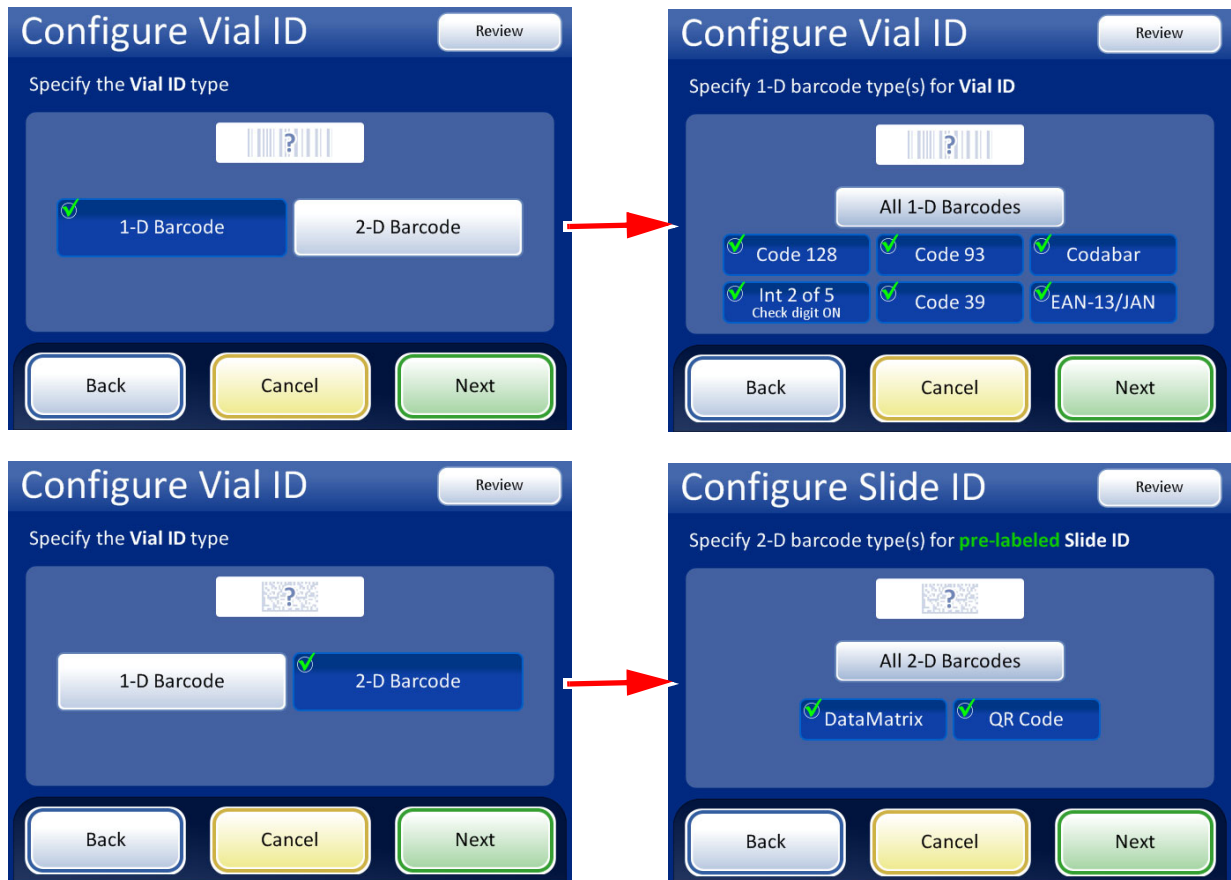 Configure Vial ID
Review
Specify the Vial ID type
?
1-D Barcode
2-D Barcode
Back
Cancel
Next
Configure Vial ID
Review
Specify 1-D barcode type(s) for Vial ID
?
All 1-D Barcodes
Code 128
Code 93
Codabar
Int 2 of 5
Check digit ON
Code 39
EAN-13/JAN
Back
Cancel
Next
Configure Vial ID
Review
Specify the Vial ID type
?
1-D Barcode
2-D Barcode
Back
Cancel
Next
Configure Slide ID
Review
Specify 2-D barcode type(s) for pre-labeled Slide ID
?
All 2-D Barcodes
DataMatrix
QR Code
Back
Cancel
Next